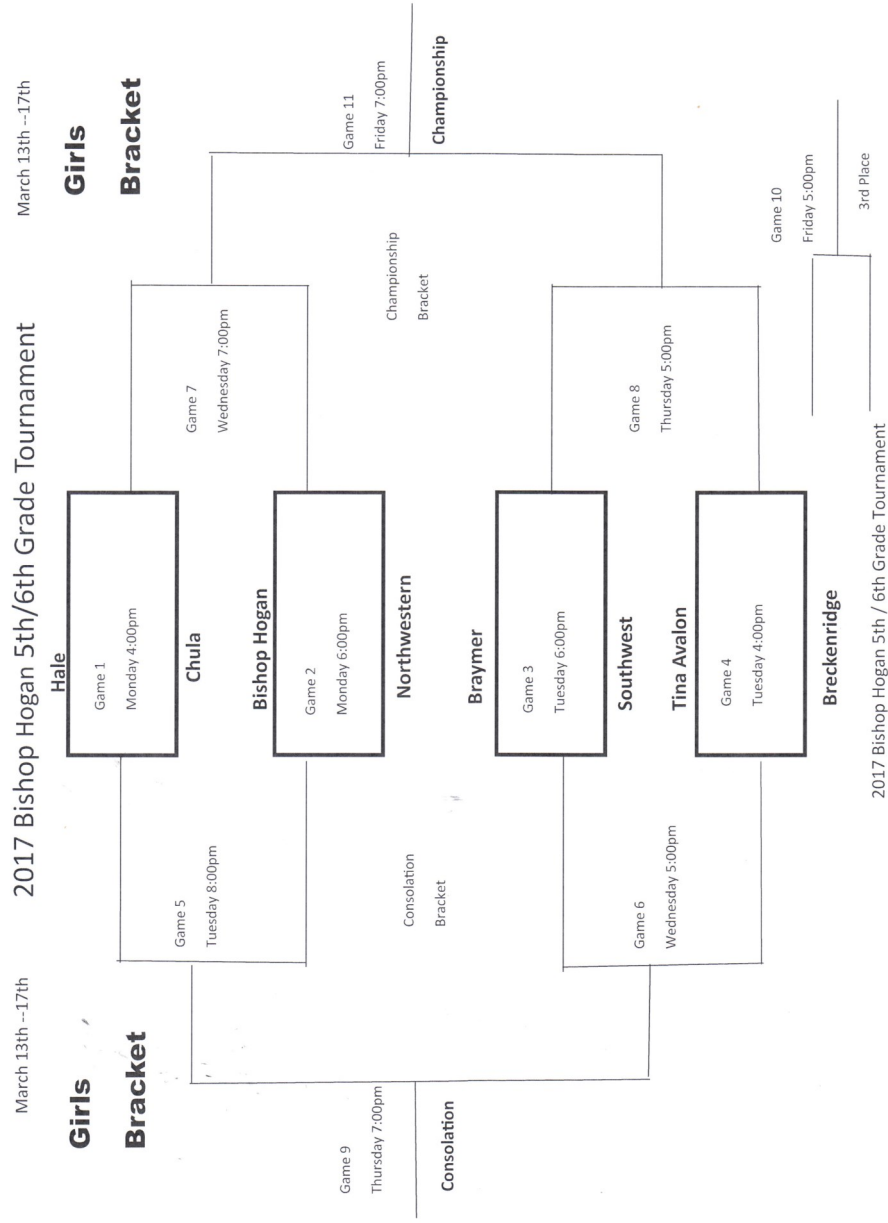 2017 Bishop Hogan 5th/6th Grade Tournament
March 13th --17th
March 13th --17th
Girls
Bracket
Girls
Bracket
Hale
Game 1
Monday 4:00pm
Chula
Game 5
Tuesday 8:00pm
Game 7
Wednesday 7:00pm
Bishop Hogan
Game 2
Monday 6:00pm
Northwestern
Game 9
Thursday 7:00pm
Consolation
Consolation
Bracket
Championship
Bracket
Game 11
Friday 7:00pm
Championship
Braymer
Game 3
Tuesday 6:00pm
Southwest
Game 6
Wednesday 5:00pm
Game 8
Thursday 5:00pm
Tina Avalon
Game 4
Tuesday 4:00pm
Breckenridge
Game 10
Friday 5:00pm
3rd Place
2017 Bishop Hogan 5th / 6th Grade Tournament